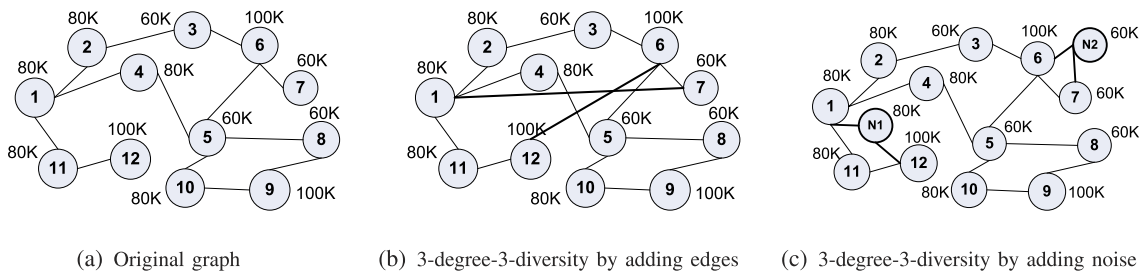 80K
2
60K
3
100K
6
80K
1
4
80K
60K
7
100K
12
80K
11
5
60K
60K
8
80K
10
9
100K
(a) Original graph
80K
2
60K
3
100K
6
80K
1
4
80K
60K
7
100K
12
80K
11
5
60K
60K
8
80K
10
9
100K
(b) 3-degree-3-diversity by adding edges
80K
2
60K
3
100K
6
N2
60K
80K
1
4
80K
7
60K
N1
80K
100K
12
80K
11
5
60K
60K
8
80K
10
9
100K
(c) 3-degree-3-diversity by adding noise